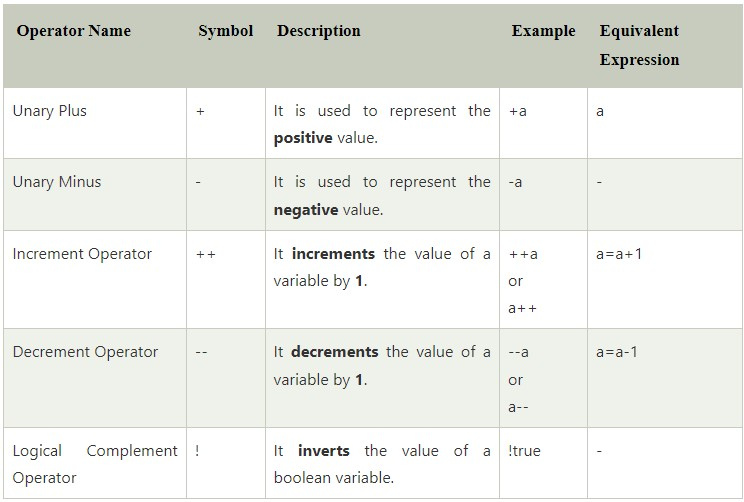 Operator Name Symbol Description Example Equivalent
Expression
Unary Plus + It is used to represent the +a a
positive value.
Unary Minus - It is used to represent the -a -
negative value.
Increment Operator ++ It increments the value of a ++a a=a+1
variable by 1. or
a++
Decrement Operator -- It decrements the value of a --a a=a-1
variable by 1. or
a--
Logical Complement ! It inverts the value of a !true -
Operator boolean variable.